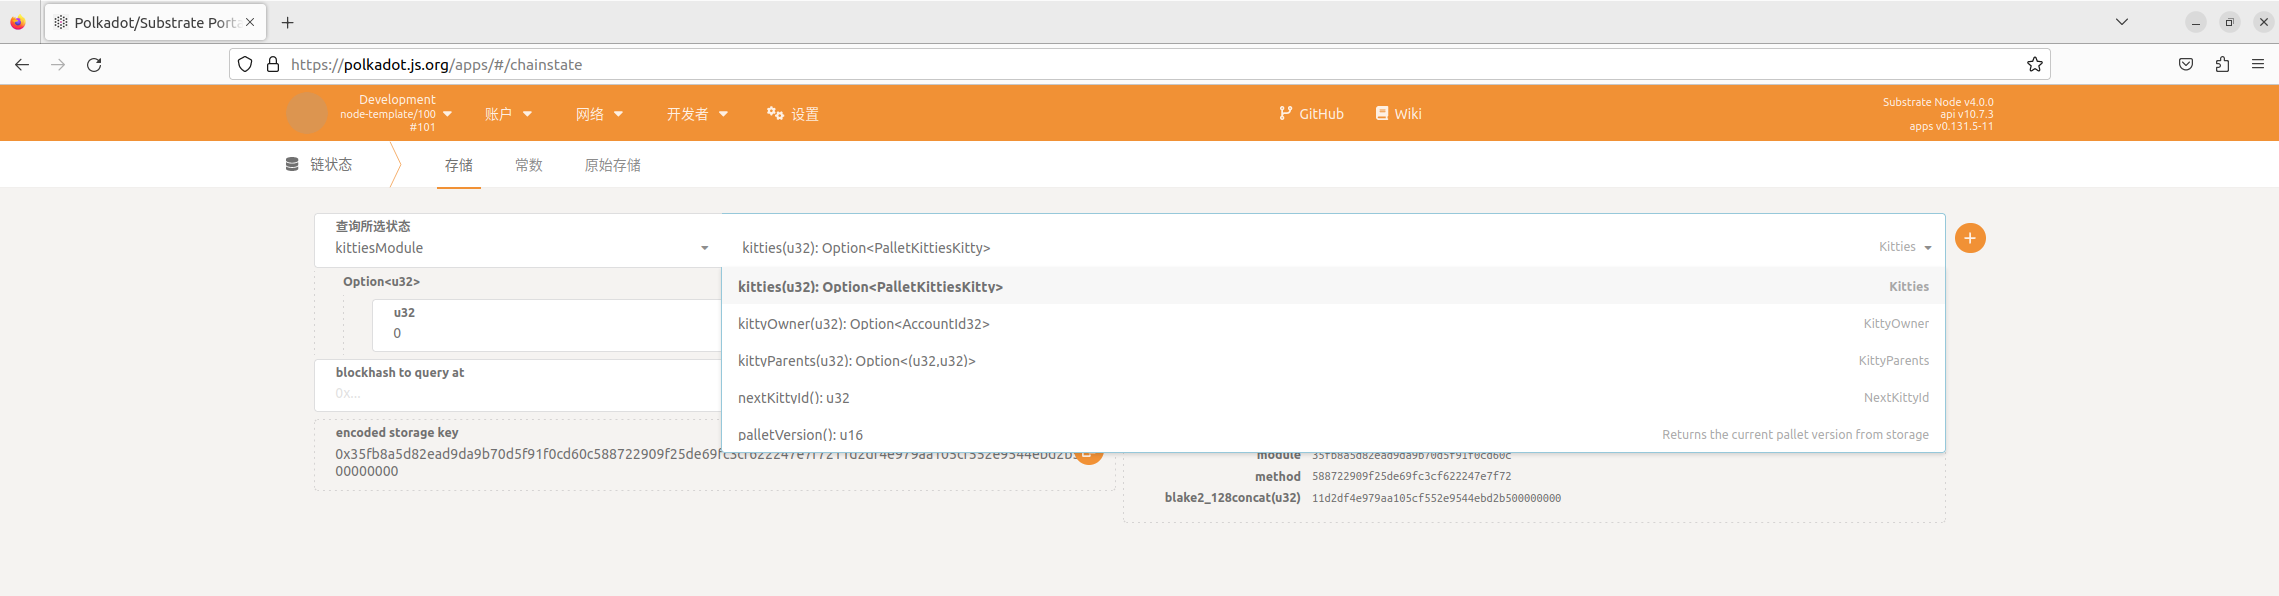 Polkadot/Substrate Porta
https://polkadot.js.org/apps/#/chainstate
Development
node-template/100
#101
账户
网络
开发者
设置
GitHub
Wiki
Substrate Node v4.0.0
api v10.7.3
apps v0.131.5-11
链状态
存储
常数
原始存储
查询所选状态
kittiesModule
kitties(u32): Option<PalletKittiesKitty>
Kitties
kitties(u32): Option<PalletKittiesKitty>
Kitties
kittyOwner(u32): Option<AccountId32>
KittyOwner
kittyParents(u32): Option<(u32,u32)>
KittyParents
nextKittyId(): u32
NextKittyId
palletVersion(): u16
Returns the current pallet version from storage
Option<u32>
u32
0
blockhash to query at
0x...
encoded storage key
00000000
module 35fb8a5d82ead9da9b70d5f91f0cd60c
method 588722909f25de69fc3cf622247e7f72
blake2_128concat(u32) 11d2df4e979aa105cf552e9544ebd2b500000000